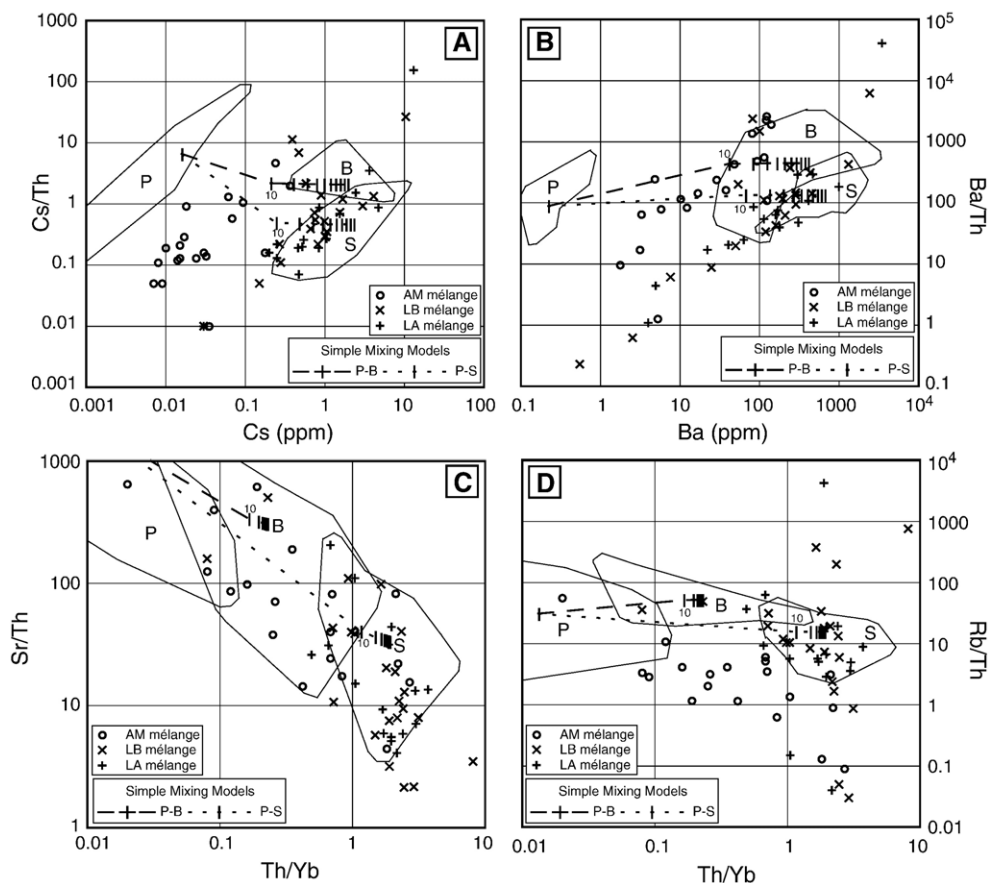 A
Cs/Th
1000
100
10
1
0.1
0.01
0.001
P
B
S
10
10
AM mélange
LB mélange
LA mélange
Simple Mixing Models
P-B P-S
0.001 0.01 0.1 1 10 100
Cs (ppm)
B
Ba/Th
10^5
10^4
1000
100
10
1
0.1
P
B
S
10
10
AM mélange
LB mélange
LA mélange
Simple Mixing Models
P-B P-S
0.1 1 10 100 1000 10^4
Ba (ppm)
C
Sr/Th
1000
100
10
1
P
B
S
10
10
AM mélange
LB mélange
LA mélange
Simple Mixing Models
P-B P-S
0.01 0.1 1 10
Th/Yb
D
Rb/Th
10^4
1000
100
10
1
0.1
0.01
P
B
S
10
10
AM mélange
LB mélange
LA mélange
Simple Mixing Models
P-B P-S
0.01 0.1 1 10
Th/Yb